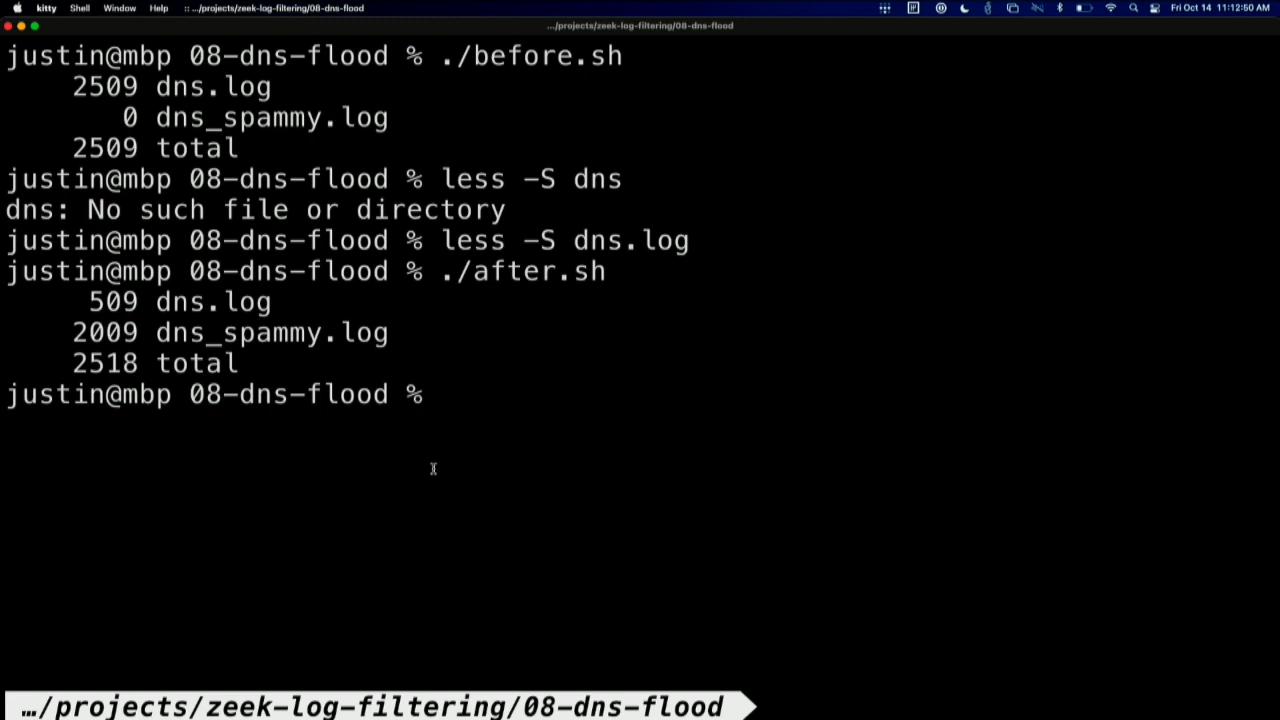 kitty Shell Window Help :: .../projects/zeek-log-filtering/08-dns-flood Fri Oct 14 11:12:50 AM
.../projects/zeek-log-filtering/08-dns-flood
justin@mbp 08-dns-flood % ./before.sh
2509 dns.log
0 dns_spammy.log
2509 total
justin@mbp 08-dns-flood % less -S dns
dns: No such file or directory
justin@mbp 08-dns-flood % less -S dns.log
justin@mbp 08-dns-flood % ./after.sh
509 dns.log
2009 dns_spammy.log
2518 total
justin@mbp 08-dns-flood %
…/projects/zeek-log-filtering/08-dns-flood